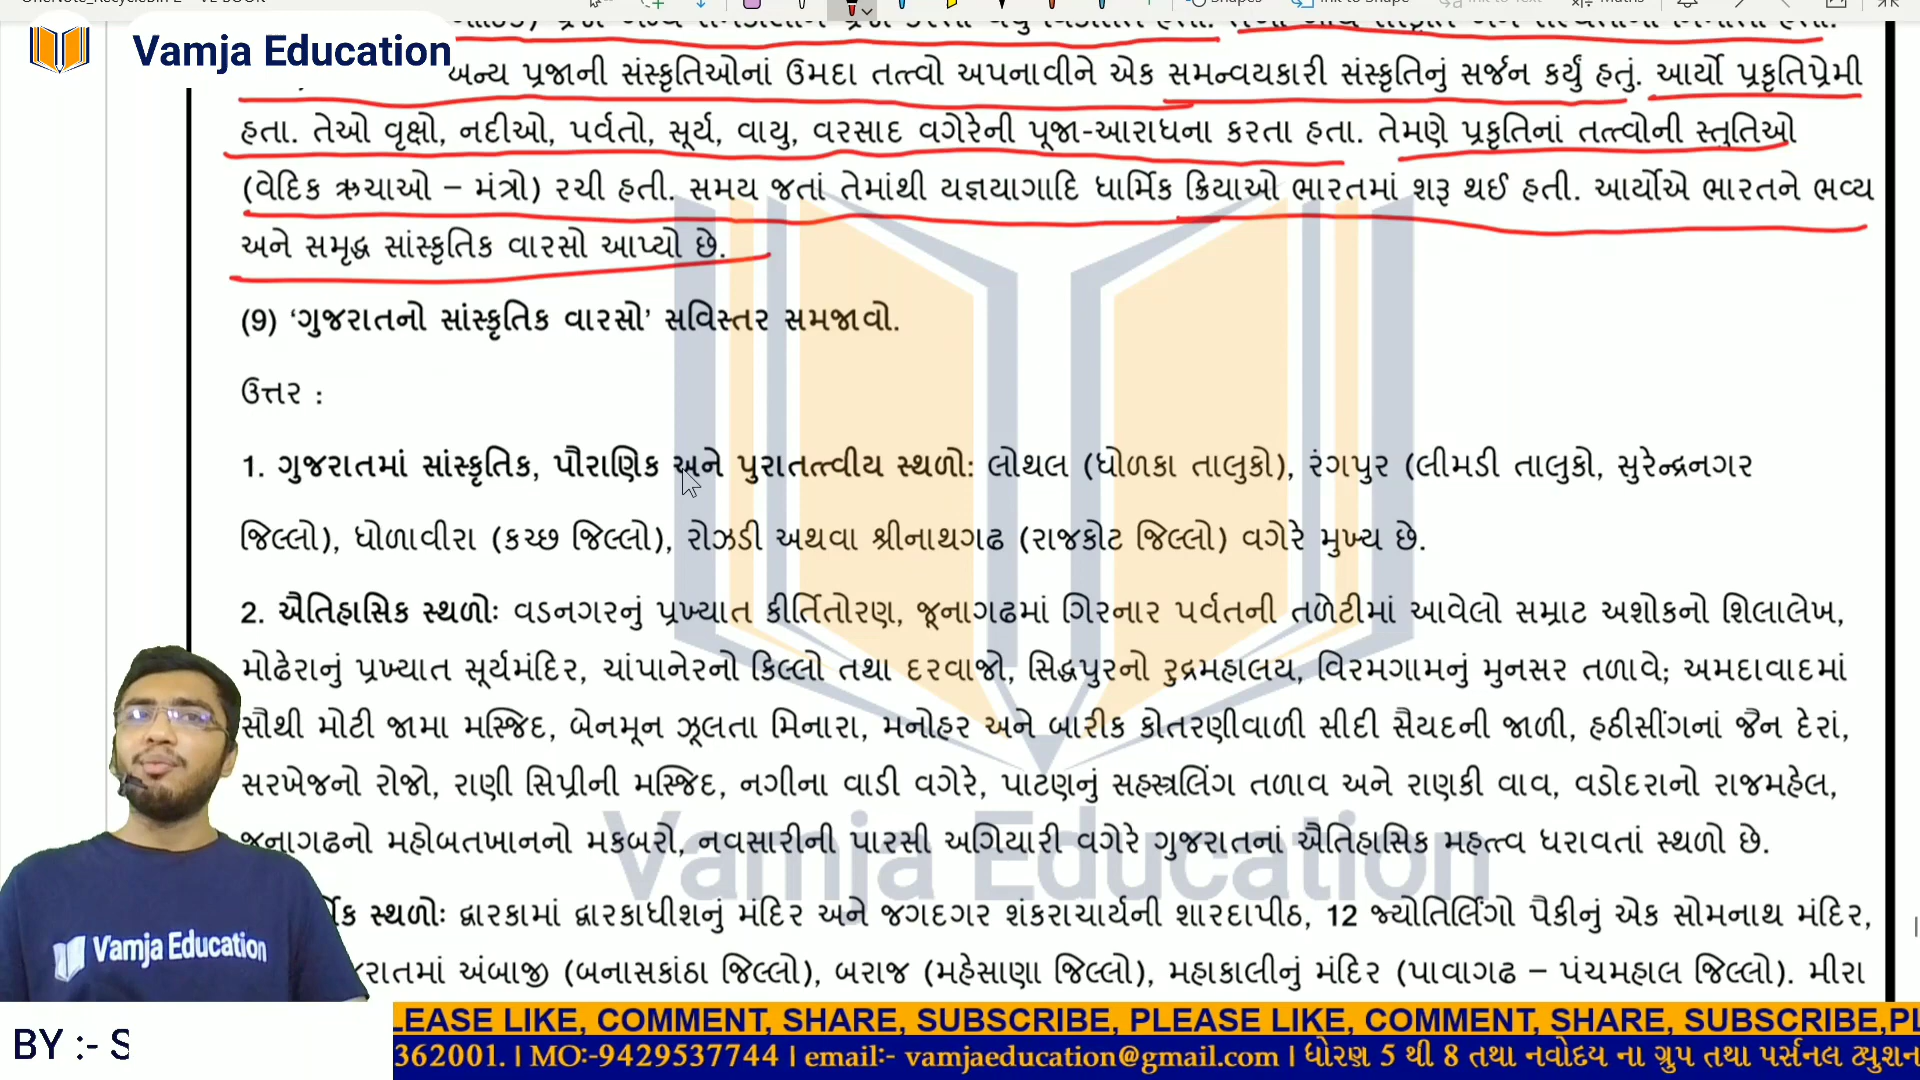 Vamja Education
અન્ય પ્રજાની સંસ્કૃતિઓનાં ઉમદા તત્ત્વો અપનાવીને એક સમન્વયકારી સંસ્કૃતિનું સર્જન કર્યું હતું. આર્યો પ્રકૃતિપ્રેમી
હતા. તેઓ વૃક્ષો, નદીઓ, પર્વતો, સૂર્ય, વાયુ, વરસાદ વગેરેની પૂજા-આરાધના કરતા હતા. તેમણે પ્રકૃતિનાં તત્ત્વોની સ્તુતિઓ
(વેદિક ઋચાઓ – મંત્રો) રચી હતી. સમય જતાં તેમાંથી યજ્ઞયાગાદિ ધાર્મિક ક્રિયાઓ ભારતમાં શરૂ થઈ હતી. આર્યોએ ભારતને ભવ્ય
અને સમૃદ્ધ સાંસ્કૃતિક વારસો આપ્યો છે.
(9) ‘ગુજરાતનો સાંસ્કૃતિક વારસો’ સવિસ્તર સમજાવો.
ઉત્તર :
1. ગુજરાતમાં સાંસ્કૃતિક, પૌરાણિક અને પુરાતત્ત્વીય સ્થળો: લોથલ (ધોળકા તાલુકો), રંગપુર (લીમડી તાલુકો, સુરેન્દ્રનગર
જિલ્લો), ધોળાવીરા (કચ્છ જિલ્લો), રોઝડી અથવા શ્રીનાથગઢ (રાજકોટ જિલ્લો) વગેરે મુખ્ય છે.
2. ઐતિહાસિક સ્થળોઃ વડનગરનું પ્રખ્યાત કીર્તિતોરણ, જૂનાગઢમાં ગિરનાર પર્વતની તળેટીમાં આવેલો સમ્રાટ અશોકનો શિલાલેખ,
મોઢેરાનું પ્રખ્યાત સૂર્યમંદિર, ચાંપાનેરનો કિલ્લો તથા દરવાજો, સિદ્ધપુરનો રુદ્રમહાલય, વિરમગામનું મુનસર તળાવે; અમદાવાદમાં
સૌથી મોટી જામા મસ્જિદ, બેનમૂન ઝૂલતા મિનારા, મનોહર અને બારીક કોતરણીવાળી સીદી સૈયદની જાળી, હઠીસીંગનાં જૈન દેરાં,
સરખેજનો રોજો, રાણી સિપ્રીની મસ્જિદ, નગીના વાડી વગેરે, પાટણનું સહસ્ત્રલિંગ તળાવ અને રાણકી વાવ, વડોદરાનો રાજમહેલ,
જૂનાગઢનો મહોબતખાનનો મકબરો, નવસારીની પારસી અગિયારી વગેરે ગુજરાતનાં ઐતિહાસિક મહત્ત્વ ધરાવતાં સ્થળો છે.
સ્થળોઃ દ્વારકામાં દ્વારકાધીશનું મંદિર અને જગદગર શંકરાચાર્યની શારદાપીઠ, 12 જ્યોતિર્લિંગો પૈકીનું એક સોમનાથ મંદિર,
અંબાજી (બનાસકાંઠા જિલ્લો), બરાજ (મહેસાણા જિલ્લો), મહાકાલીનું મંદિર (પાવાગઢ – પંચમહાલ જિલ્લો). મીરા
Vamja Education
Vamja Education
BY :- S
LEASE LIKE, COMMENT, SHARE, SUBSCRIBE, PLEASE LIKE, COMMENT, SHARE, SUBSCRIBE,PL
362001. | MO:-9429537744 | email:- vamjaeducation@gmail.com | ધોરણ 5 થી 8 તથા નવોદય ના ગ્રુપ તથા પર્સનલ ટ્યુશન